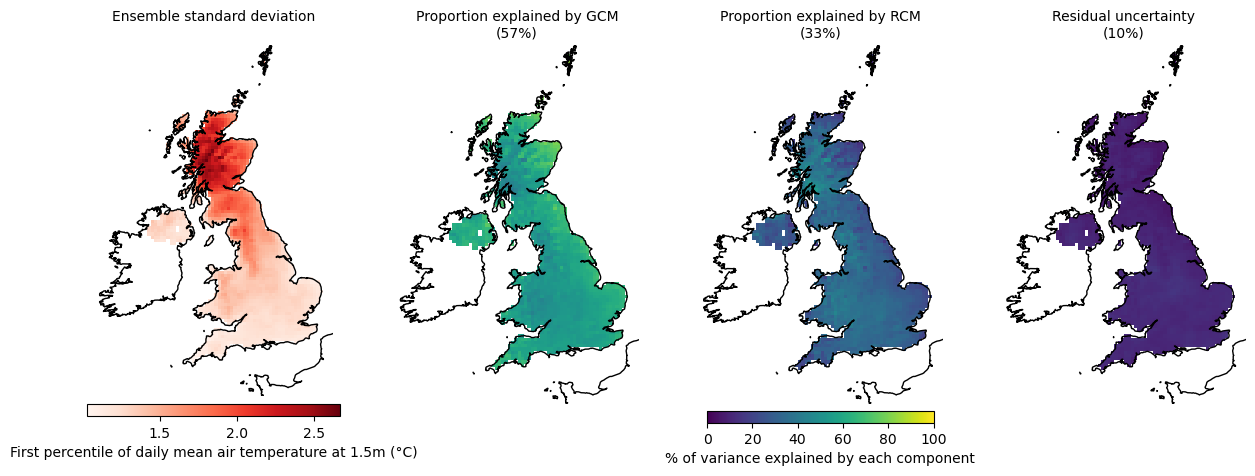 Ensemble standard deviation
Proportion explained by GCM
(57%)
Proportion explained by RCM
(33%)
Residual uncertainty
(10%)
1.5 2.0 2.5
First percentile of daily mean air temperature at 1.5m (°C)
0 20 40 60 80 100
% of variance explained by each component